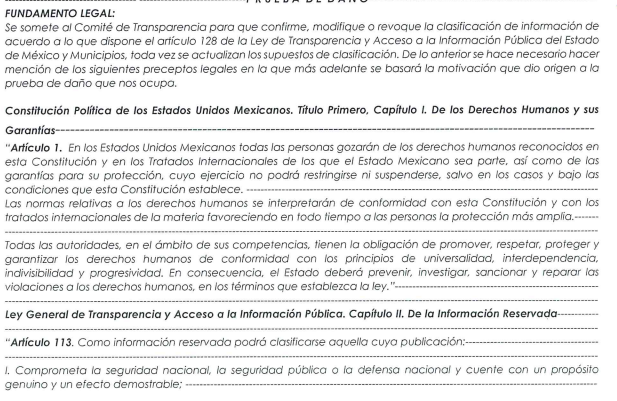 PRUEBA DE DAÑO
FUNDAMENTO LEGAL:
Se somete al Comité de Transparencia para que confirme, modifique o revoque la clasificación de información de
acuerdo a lo que dispone el artículo 128 de la Ley de Transparencia y Acceso a la Información Pública del Estado
de México y Municipios, toda vez se actualizan los supuestos de clasificación. De lo anterior se hace necesario hacer
mención de los siguientes preceptos legales en la que más adelante se basará la motivación que dio origen a la
prueba de daño que nos ocupa.
Constitución Política de los Estados Unidos Mexicanos. Título Primero, Capítulo I. De los Derechos Humanos y sus
Garantías----------
"Artículo 1. En los Estados Unidos Mexicanos todas las personas gozarán de los derechos humanos reconocidos en
esta Constitución y en los Tratados Internacionales de los que el Estado Mexicano sea parte, así como de las
garantías para su protección, cuyo ejercicio no podrá restringirse ni suspenderse, salvo en los casos y bajo las
condiciones que esta Constitución establece. ----------
Las normas relativas a los derechos humanos se interpretarán de conformidad con esta Constitución y con los
tratados internacionales de la materia favoreciendo en todo tiempo a las personas la protección más amplia.-------
Todas las autoridades, en el ámbito de sus competencias, tienen la obligación de promover, respetar, proteger y
garantizar los derechos humanos de conformidad con los principios de universalidad, interdependencia,
indivisibilidad y progresividad. En consecuencia, el Estado deberá prevenir, investigar, sancionar y reparar las
violaciones a los derechos humanos, en los términos que establezca la ley."----------
Ley General de Transparencia y Acceso a la Información Pública. Capítulo II. De la Información Reservada----------
"Artículo 113. Como información reservada podrá clasificarse aquella cuya publicación:----------
I. Comprometa la seguridad nacional, la seguridad pública o la defensa nacional y cuente con un propósito
genuino y un efecto demostrable; ----------